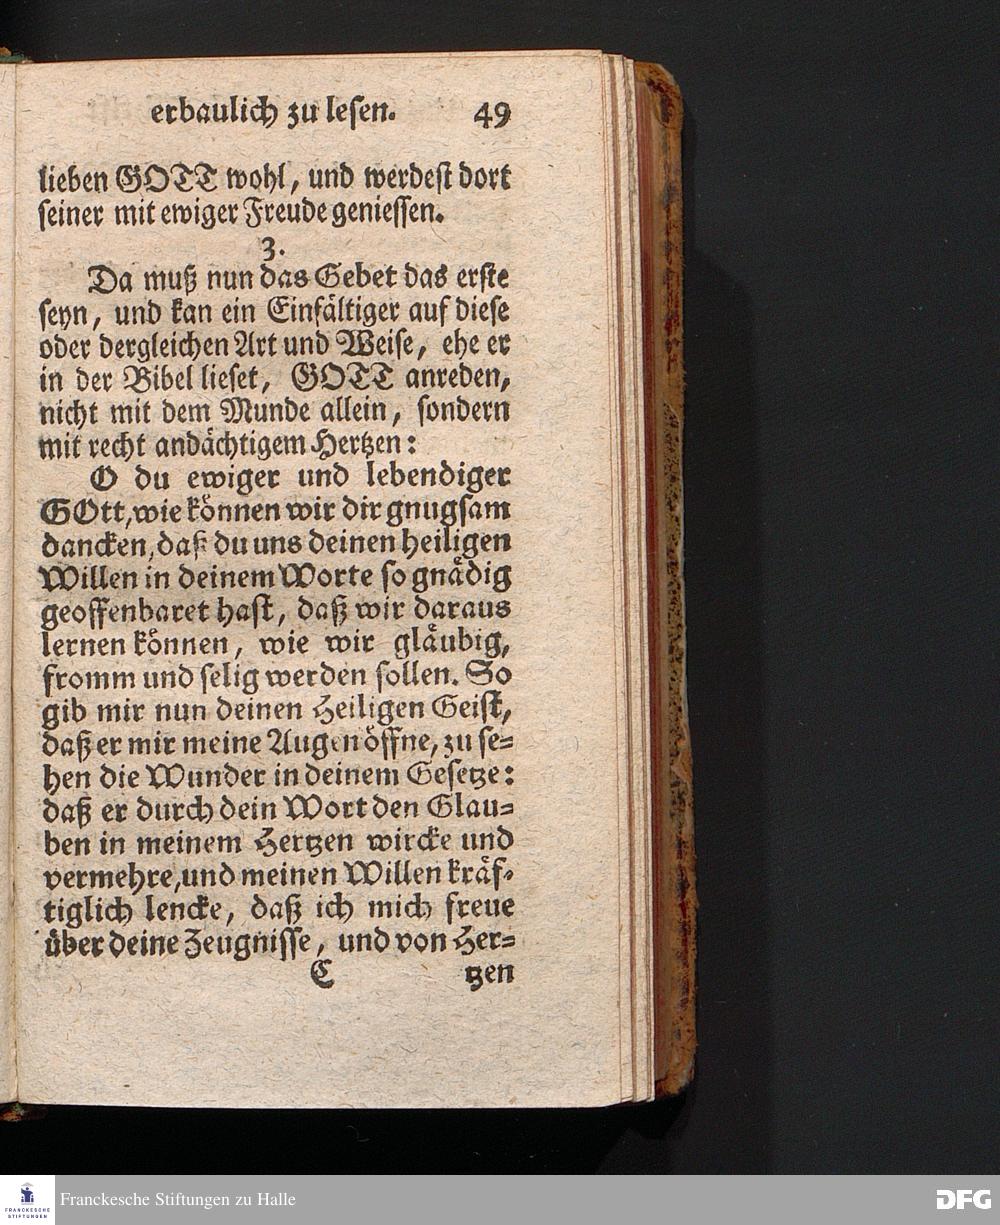 erbaulich zu lesen. 49
lieben GOTT wohl, und werdest dort
seiner mit ewiger Freude geniessen.
3.
Da muß nun das Gebet das erste
seyn, und kan ein Einfältiger auf diese
oder dergleichen Art und Weise, ehe er
in der Bibel lieset, GOTT anreden,
nicht mit dem Munde allein, sondern
mit recht andächtigem Hertzen:
O du ewiger und lebendiger
GOtt, wie können wir dir gnugsam
dancken, daß du uns deinen heiligen
Willen in deinem Worte so gnädig
geoffenbaret hast, daß wir daraus
lernen können, wie wir gläubig,
fromm und selig werden sollen. So
gib mir nun deinen Heiligen Geist,
daß er mir meine Augen öffne, zu se=
hen die Wunder in deinem Gesetze:
daß er durch dein Wort den Glau=
ben in meinem Hertzen wircke und
vermehre, und meinen Willen kräf=
tiglich lencke, daß ich mich freue
über deine Zeugnisse, und von Her=
C tzen
FRANCKESCHE
STIFTUNGEN
Franckesche Stiftungen zu Halle
DFG